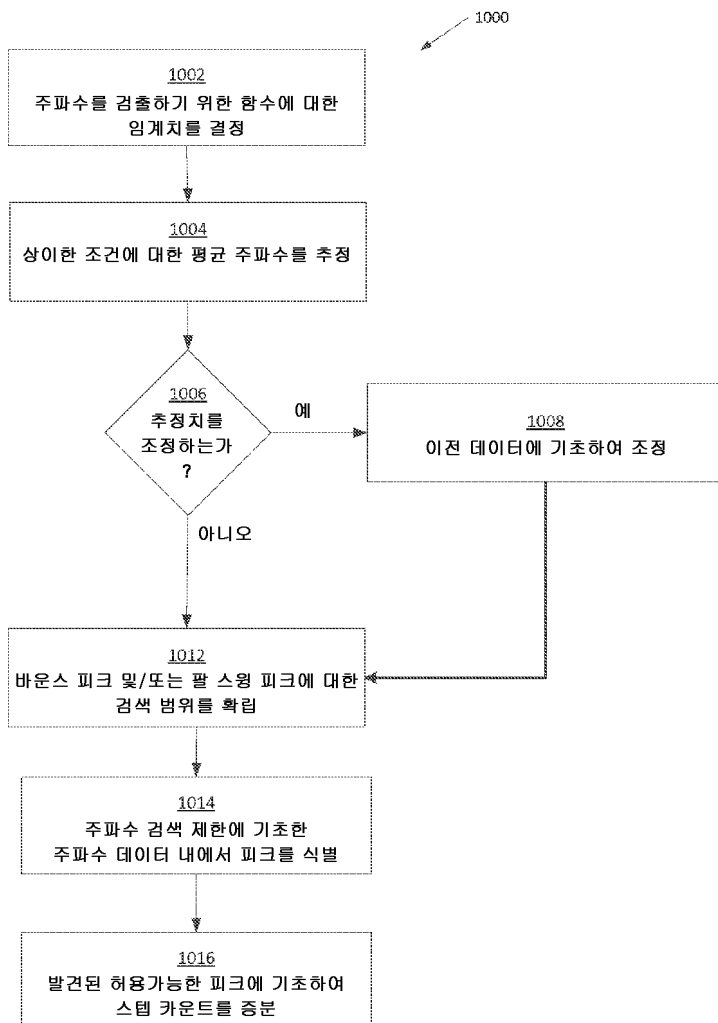 1000
1002
주파수를 검출하기 위한 함수에 대한
임계치를 결정
1004
상이한 조건에 대한 평균 주파수를 추정
1006
추정치를
조정하는가
?
예
1008
이전 데이터에 기초하여 조정
아니오
1012
바운스 피크 및/또는 팔 스윙 피크에 대한
검색 범위를 확립
1014
주파수 검색 제한에 기초한
주파수 데이터 내에서 피크를 식별
1016
발견된 허용가능한 피크에 기초하여
스텝 카운트를 증분